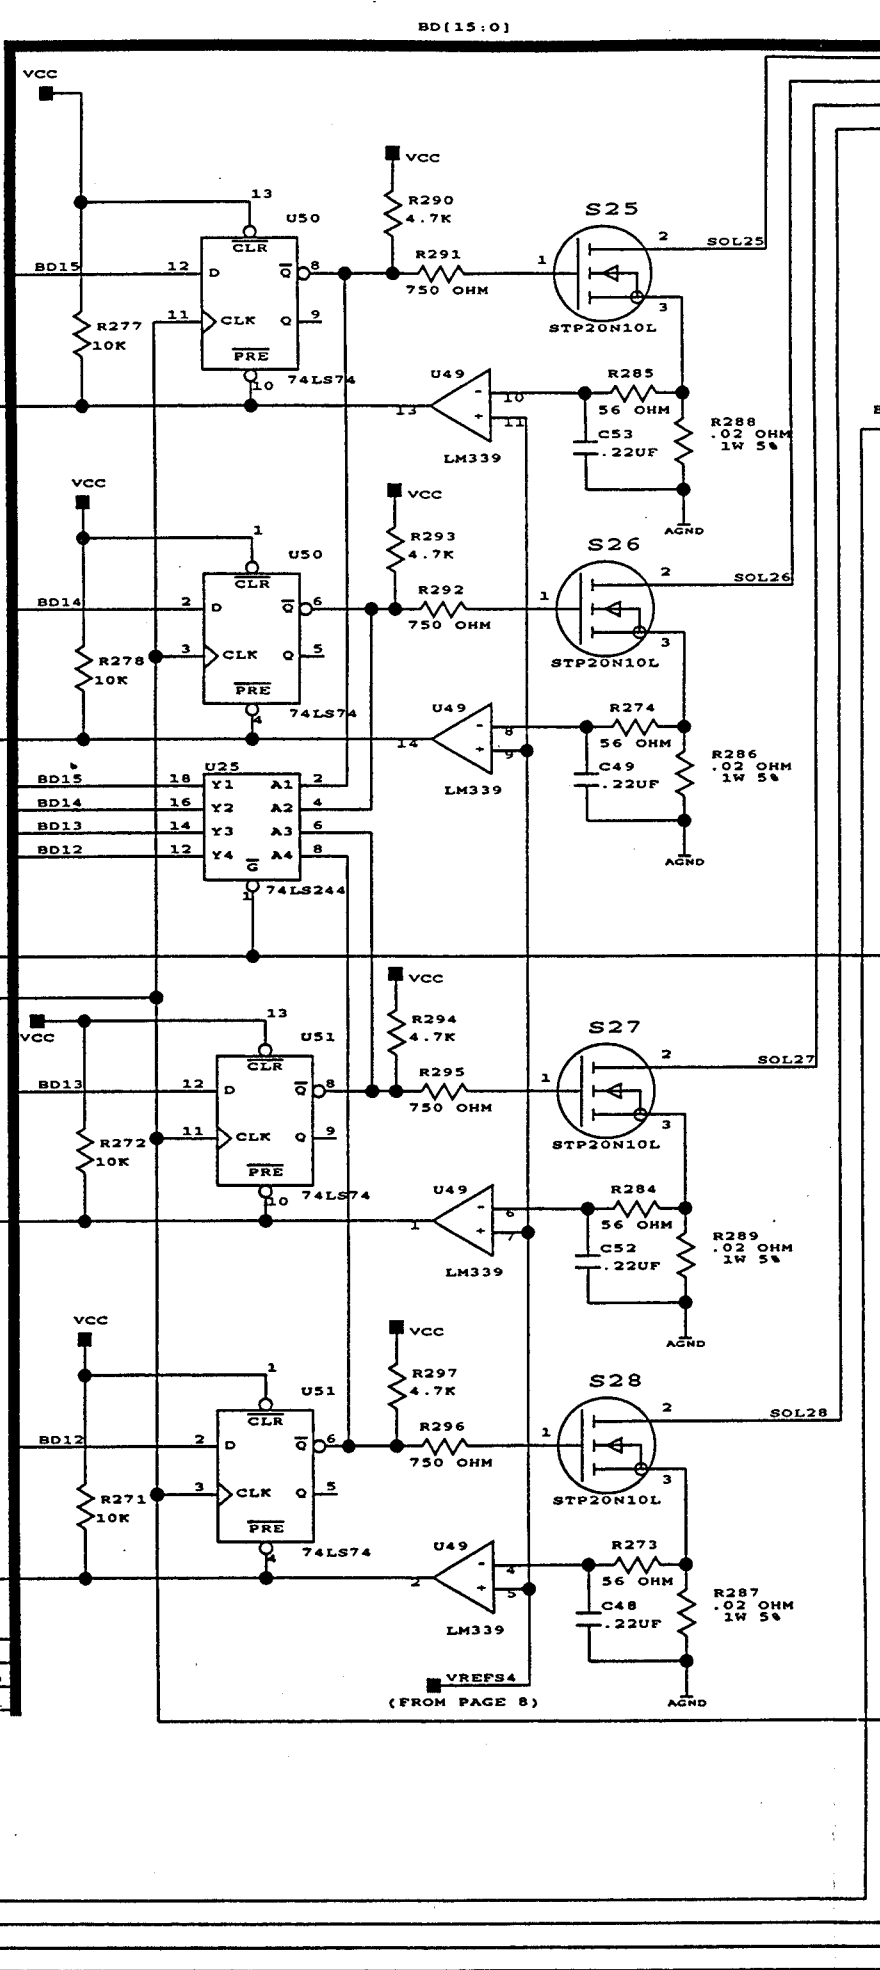 BD[15:0]
VCC
VCC
13
U50
R290
4.7K
S25
CLR
BD15
12
D
Q
8
R291
750 OHM
1
2
SOL25
3
STP20N10L
R277
10K
11
CLK
Q
9
PRE
10
74LS74
13
U49
-
+
10
11
LM339
R285
56 OHM
C53
.22UF
R288
.02 OHM
1W 5%
AGND
VCC
VCC
1
U50
R293
4.7K
S26
CLR
BD14
2
D
Q
6
R292
750 OHM
1
2
SOL26
3
STP20N10L
R278
10K
3
CLK
Q
5
PRE
4
74LS74
14
U49
-
+
8
9
LM339
R274
56 OHM
C49
.22UF
R286
.02 OHM
1W 5%
AGND
U25
BD15
18
Y1
A1
2
BD14
16
Y2
A2
4
BD13
14
Y3
A3
6
BD12
12
Y4
A4
8
G
1
74LS244
VCC
VCC
13
U51
R294
4.7K
S27
CLR
BD13
12
D
Q
8
R295
750 OHM
1
2
SOL27
3
STP20N10L
R272
10K
11
CLK
Q
9
PRE
10
74LS74
1
U49
-
+
6
7
LM339
R284
56 OHM
C52
.22UF
R289
.02 OHM
1W 5%
AGND
VCC
VCC
1
U51
R297
4.7K
S28
CLR
BD12
2
D
Q
6
R296
750 OHM
1
2
SOL28
3
STP20N10L
R271
10K
3
CLK
Q
5
PRE
4
74LS74
2
U49
-
+
4
5
LM339
R273
56 OHM
C48
.22UF
R287
.02 OHM
1W 5%
AGND
VREFS4
(FROM PAGE 8)